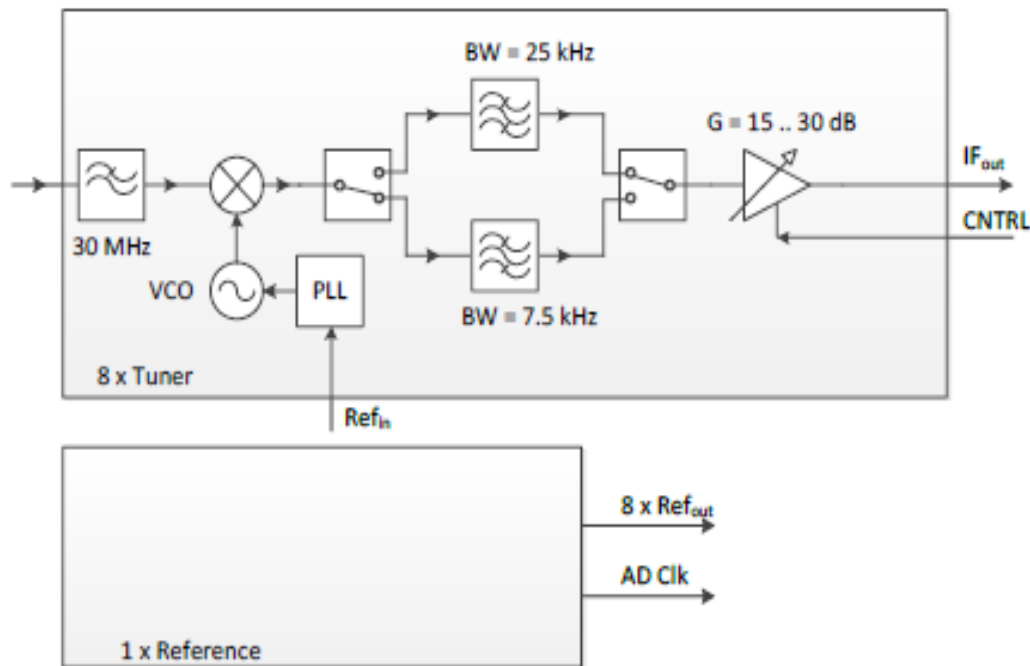 BW = 25 kHz
G = 15 .. 30 dB
IFout
CNTRL
30 MHz
VCO
PLL
BW = 7.5 kHz
8 x Tuner
Refin
8 x Refout
AD Clk
1 x Reference